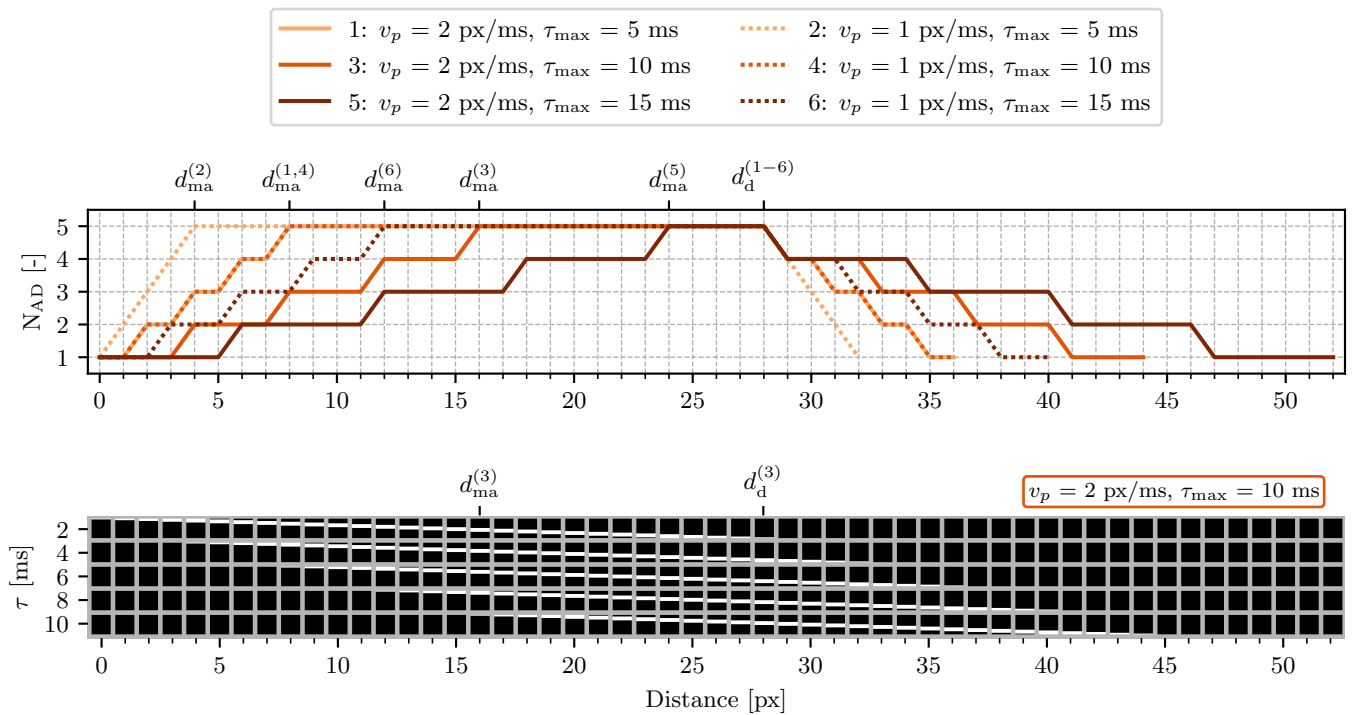 1: v_p = 2 px/ms, τ_max = 5 ms
2: v_p = 1 px/ms, τ_max = 5 ms
3: v_p = 2 px/ms, τ_max = 10 ms
4: v_p = 1 px/ms, τ_max = 10 ms
5: v_p = 2 px/ms, τ_max = 15 ms
6: v_p = 1 px/ms, τ_max = 15 ms
d_ma^(2) d_ma^(1,4) d_ma^(6) d_ma^(3) d_ma^(5) d_d^(1−6)
N_AD [-]
5
4
3
2
1
0 5 10 15 20 25 30 35 40 45 50
d_ma^(3) d_d^(3)
v_p = 2 px/ms, τ_max = 10 ms
τ [ms]
2
4
6
8
10
0 5 10 15 20 25 30 35 40 45 50
Distance [px]